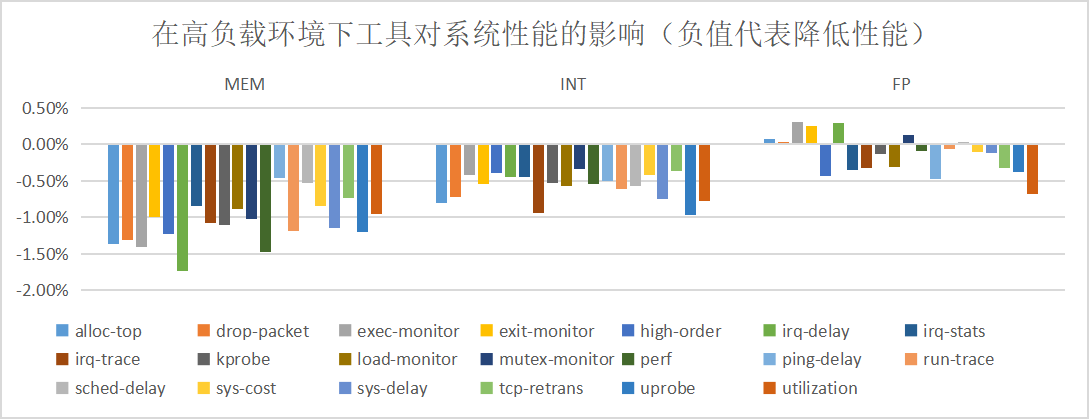 在高负载环境下工具对系统性能的影响（负值代表降低性能）
MEM INT FP
0.50%
0.00%
-0.50%
-1.00%
-1.50%
-2.00%
alloc-top drop-packet exec-monitor exit-monitor high-order irq-delay irq-stats
irq-trace kprobe load-monitor mutex-monitor perf ping-delay run-trace
sched-delay sys-cost sys-delay tcp-retrans uprobe utilization